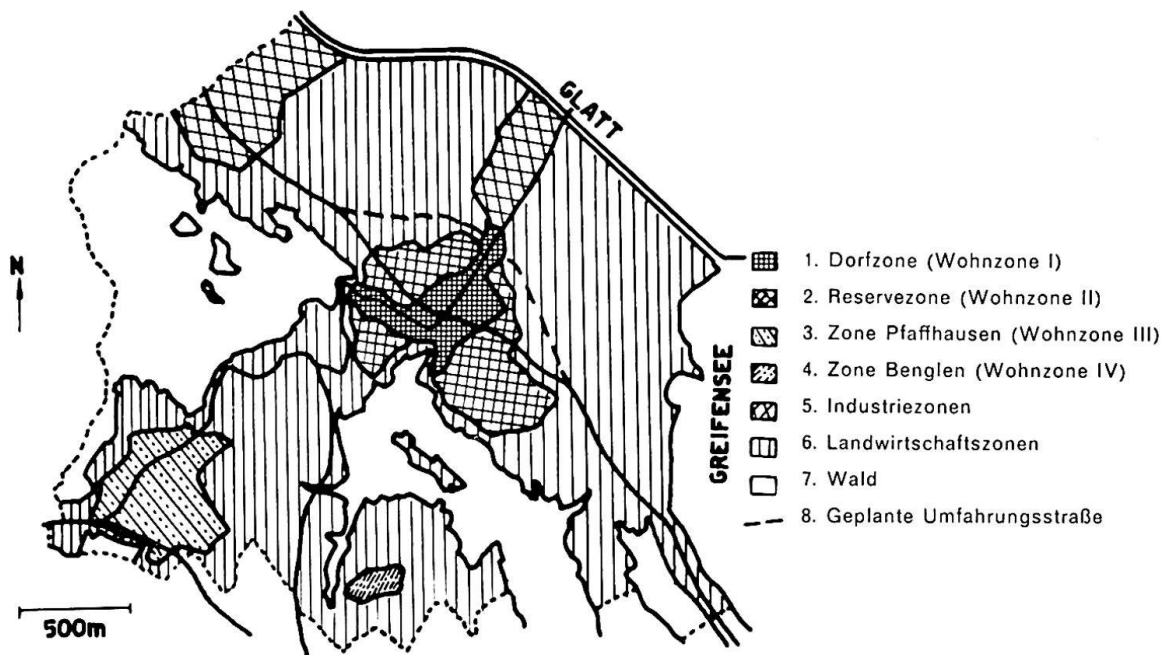 GLATT
N
1. Dorfzone (Wohnzone I)
2. Reservezone (Wohnzone II)
3. Zone Pfaffhausen (Wohnzone III)
4. Zone Benglen (Wohnzone IV)
5. Industriezonen
6. Landwirtschaftszonen
7. Wald
8. Geplante Umfahrungsstraße
GREIFENSEE
500m